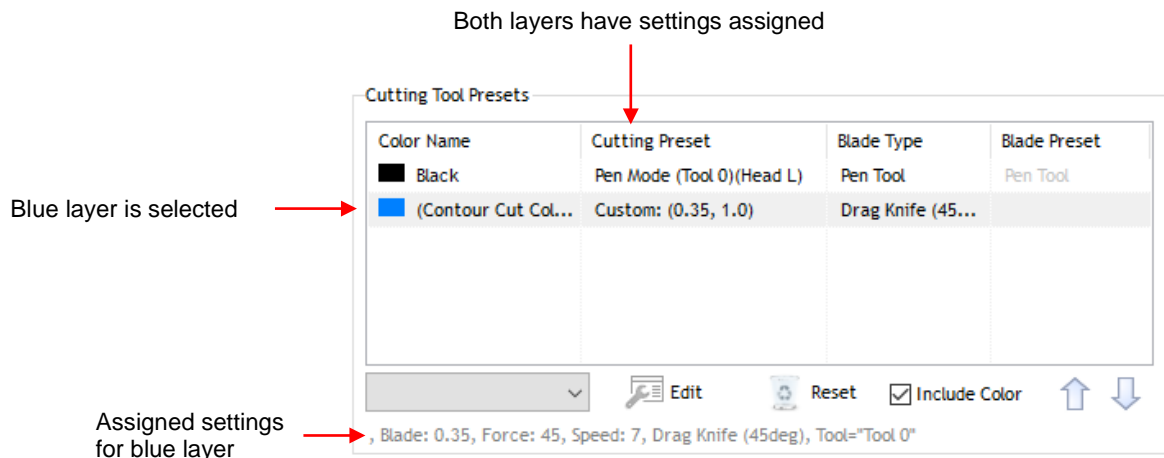 Both layers have settings assigned
Cutting Tool Presets
Color Name Cutting Preset Blade Type Blade Preset
Black Pen Mode (Tool 0)(Head L) Pen Tool Pen Tool
Blue layer is selected
(Contour Cut Col... Custom: (0.35, 1.0) Drag Knife (45...
Edit Reset Include Color
Assigned settings
for blue layer
, Blade: 0.35, Force: 45, Speed: 7, Drag Knife (45deg), Tool="Tool 0"